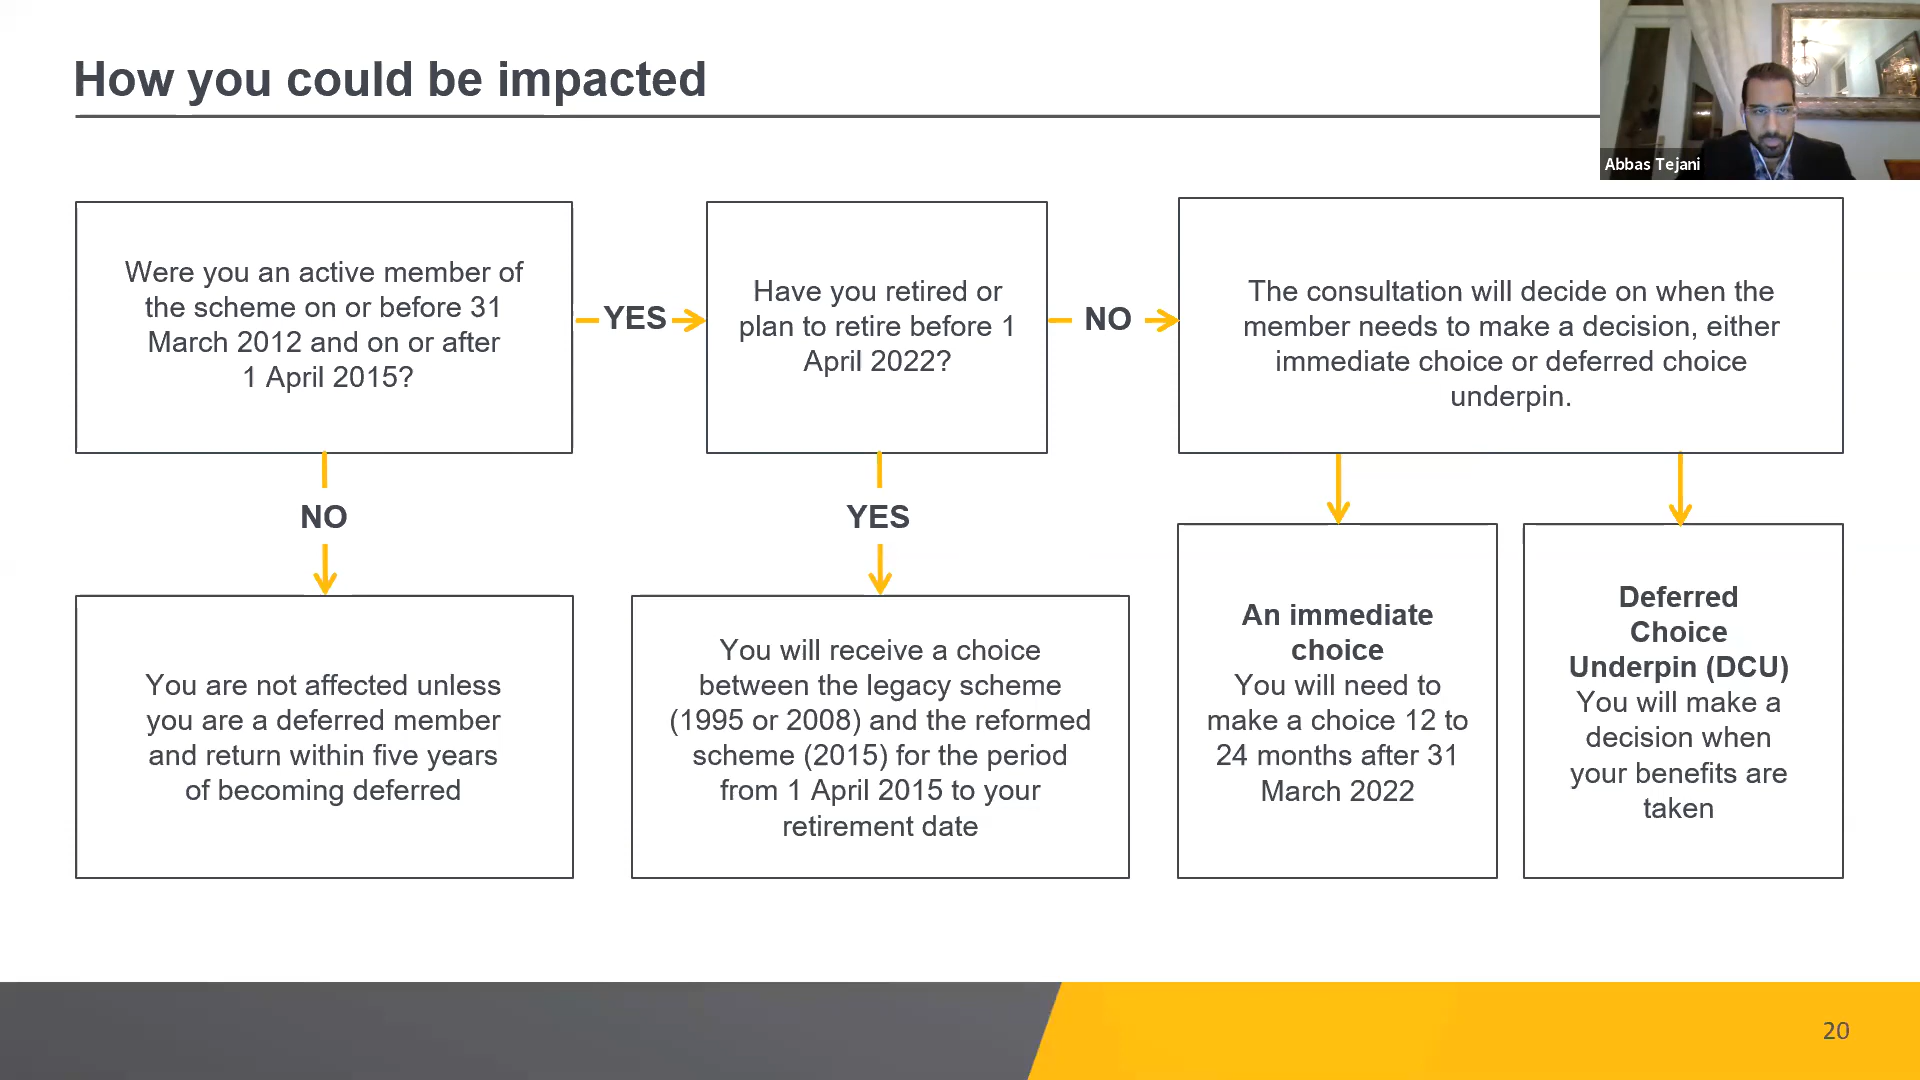 How you could be impacted
Abbas Tejani
Were you an active member of
the scheme on or before 31
March 2012 and on or after
1 April 2015?
YES
Have you retired or
plan to retire before 1
April 2022?
NO
The consultation will decide on when the
member needs to make a decision, either
immediate choice or deferred choice
underpin.
NO
YES
You are not affected unless
you are a deferred member
and return within five years
of becoming deferred
You will receive a choice
between the legacy scheme
(1995 or 2008) and the reformed
scheme (2015) for the period
from 1 April 2015 to your
retirement date
An immediate
choice
You will need to
make a choice 12 to
24 months after 31
March 2022
Deferred
Choice
Underpin (DCU)
You will make a
decision when
your benefits are
taken
20